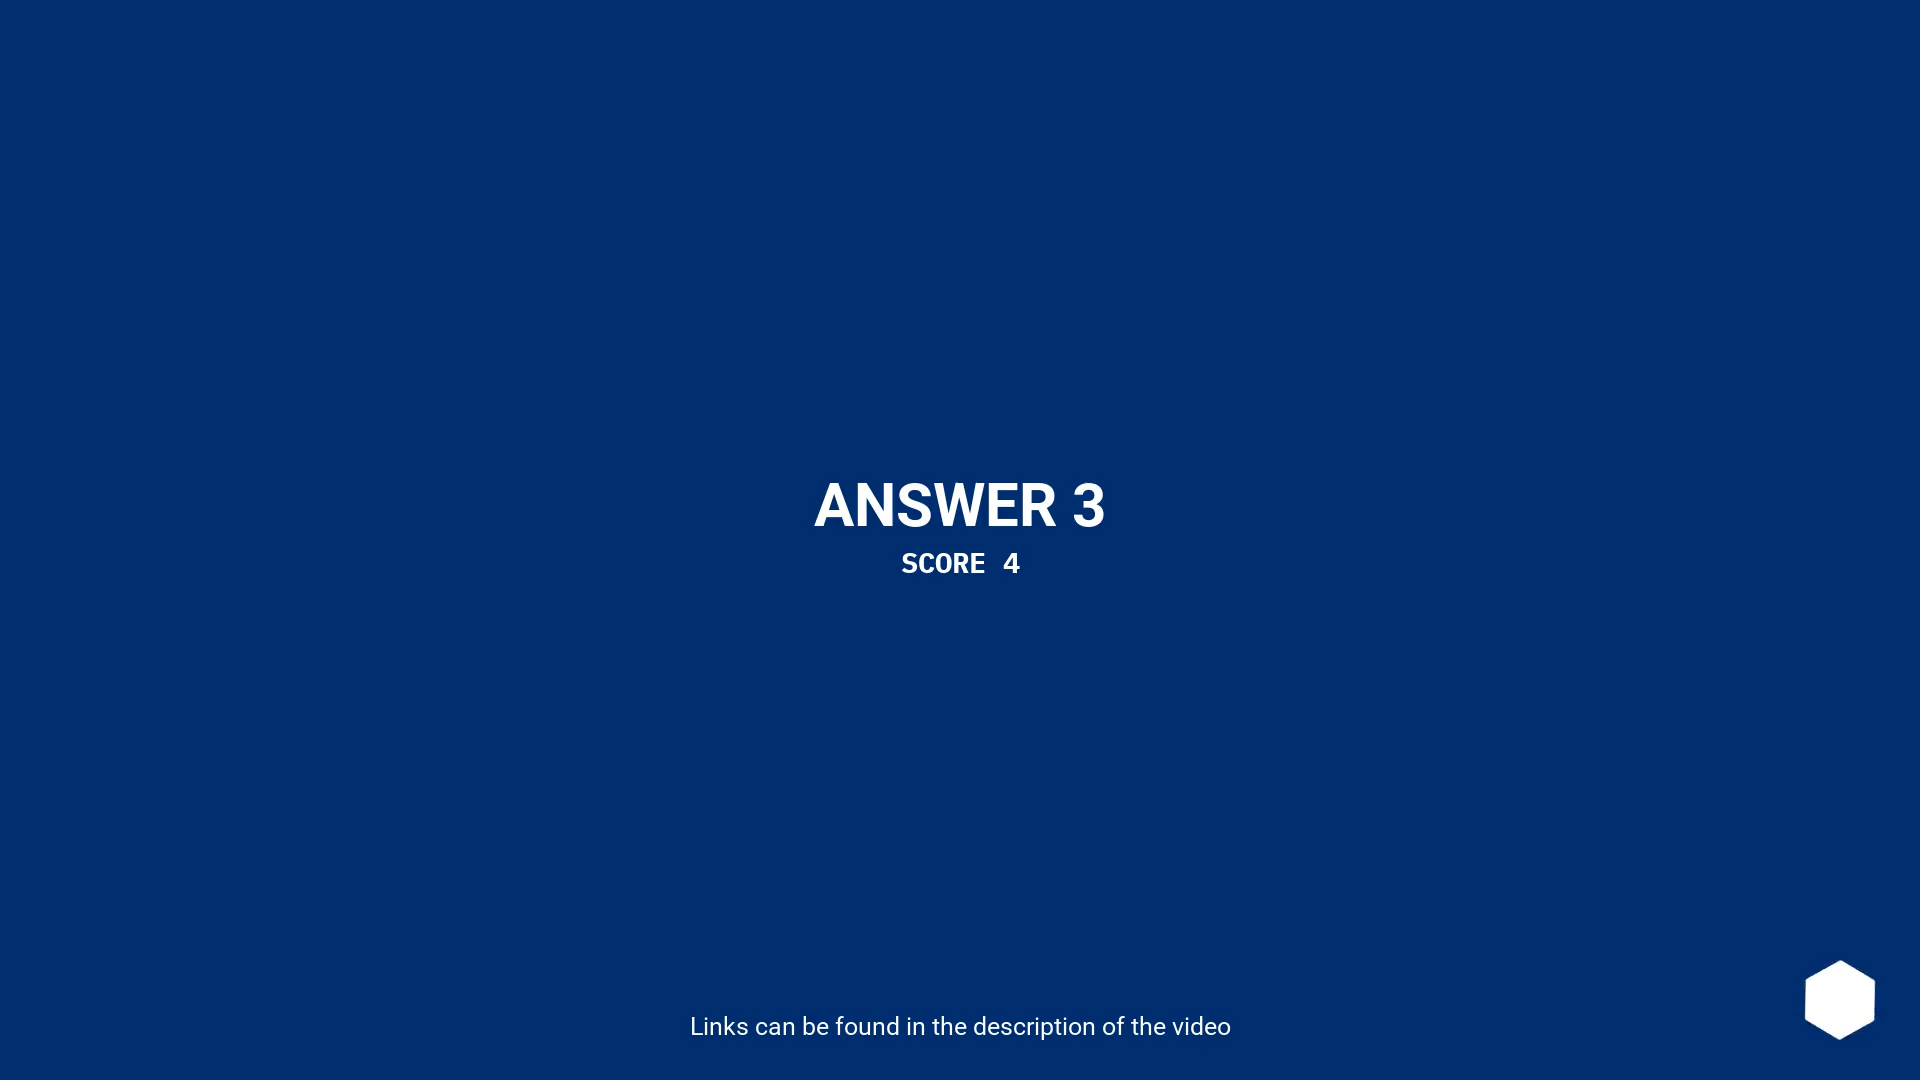 ANSWER 3
SCORE 4
Links can be found in the description of the video